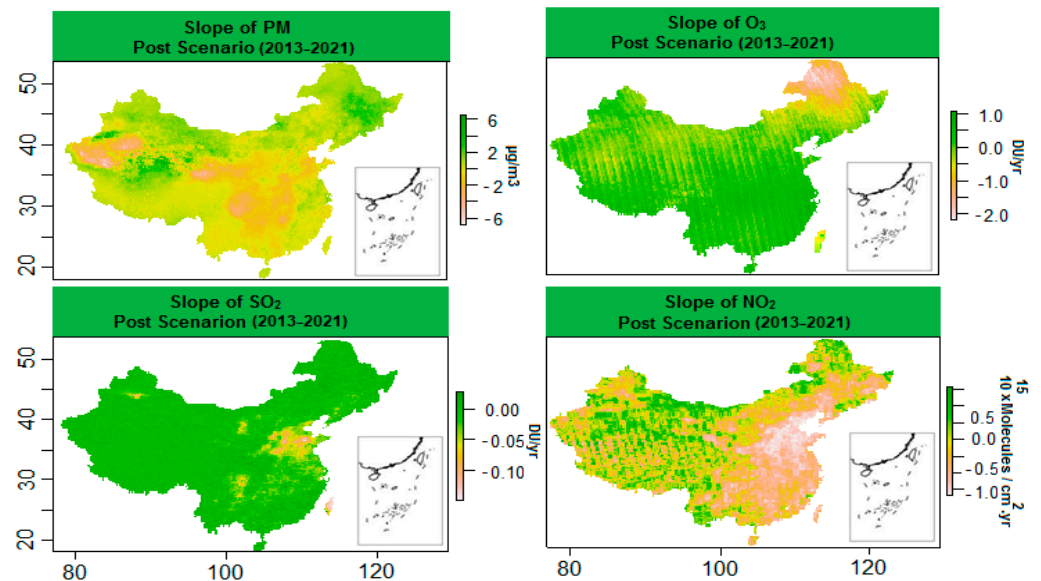 Slope of PM
Post Scenario (2013–2021)
50
40
30
20
6
2
-2
-6
µg/m3
Slope of O3
Post Scenario (2013–2021)
1.0
0.0
-1.0
-2.0
DU/yr
Slope of SO2
Post Scenarion (2013–2021)
50
40
30
20
80
100
120
0.00
-0.05
-0.10
DU/yr
Slope of NO2
Post Scenarion (2013–2021)
80
100
120
0.5
0.0
-0.5
-1.0
15
10 x Molecules / cm .yr
2